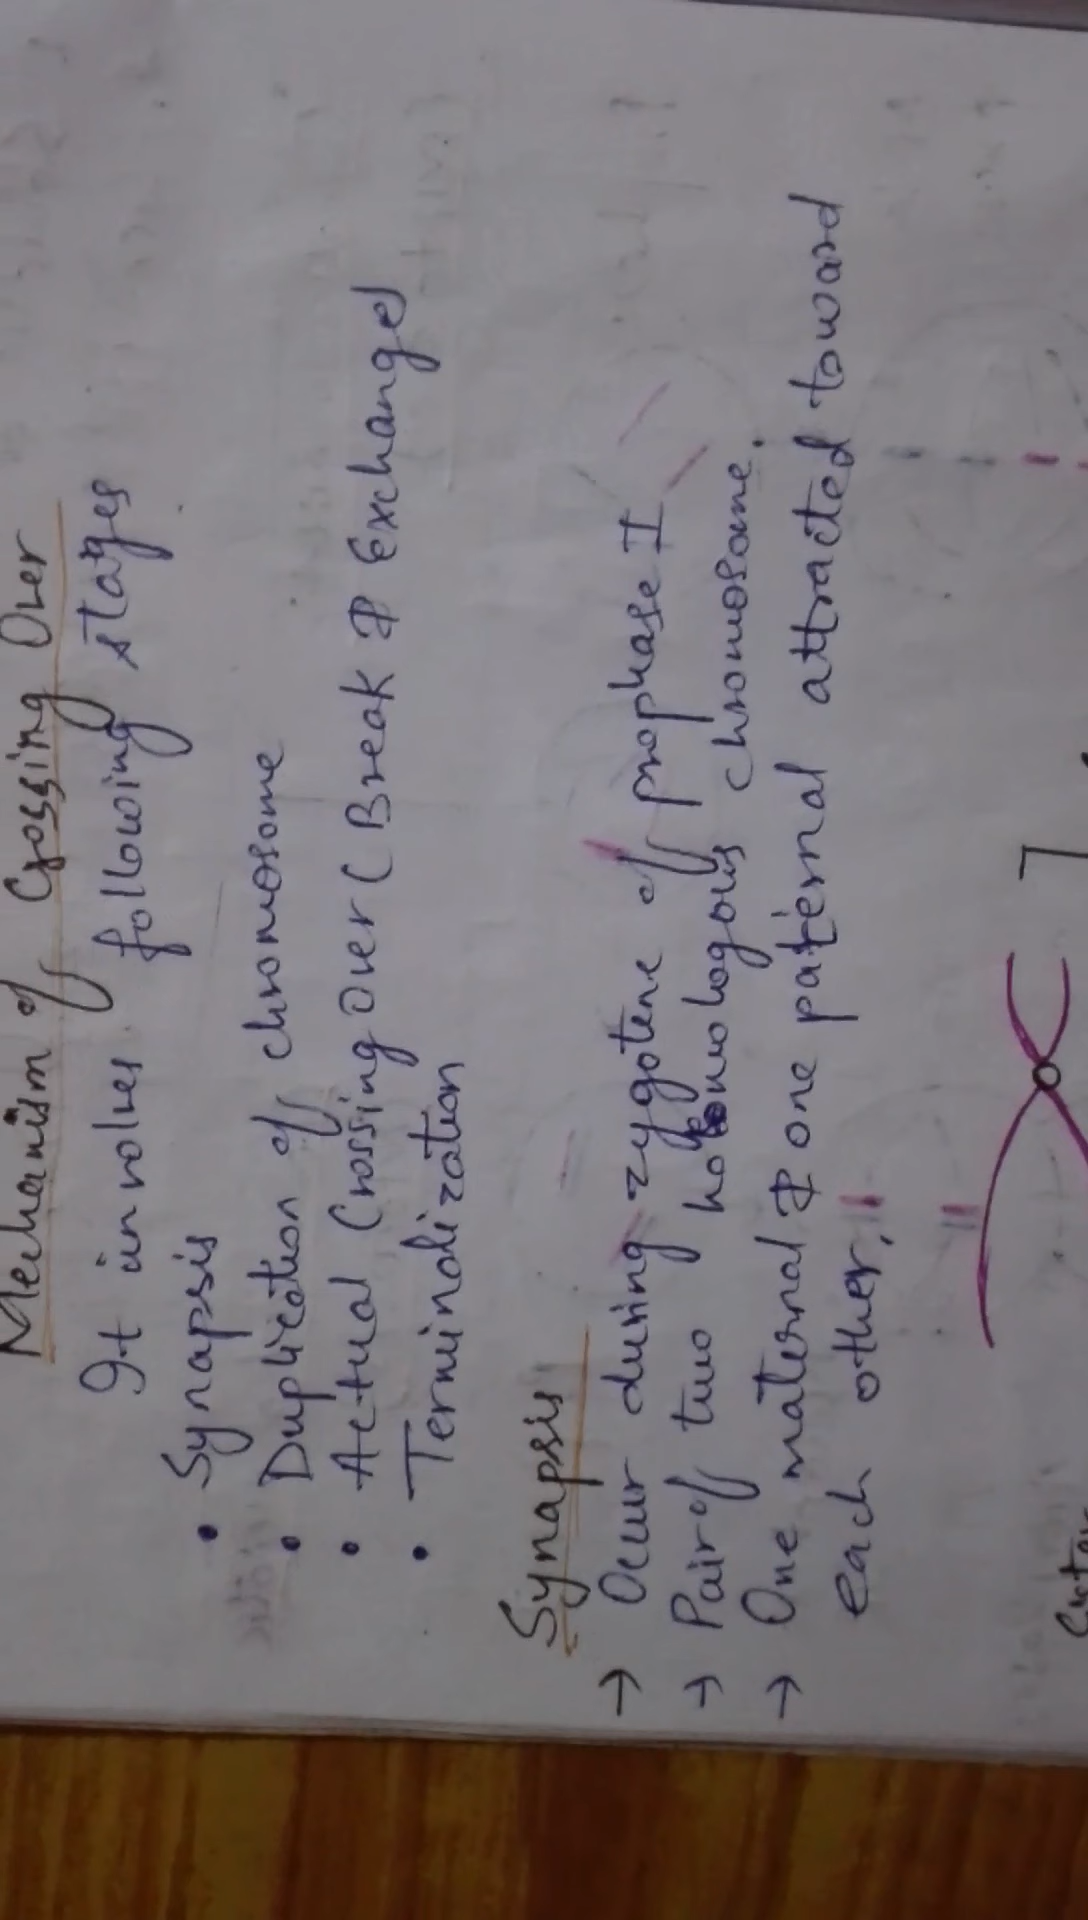 Mechanism of Crossing Over
It involves following stages
• Synapsis
• Duplication of chromosome
• Actual Crossing Over (Break & Exchange)
• Terminolization
Synapsis
→ Occur during zygotene of prophase I
→ Pair of two homologous chromosome.
→ One maternal & one paternal attracted toward
each other.